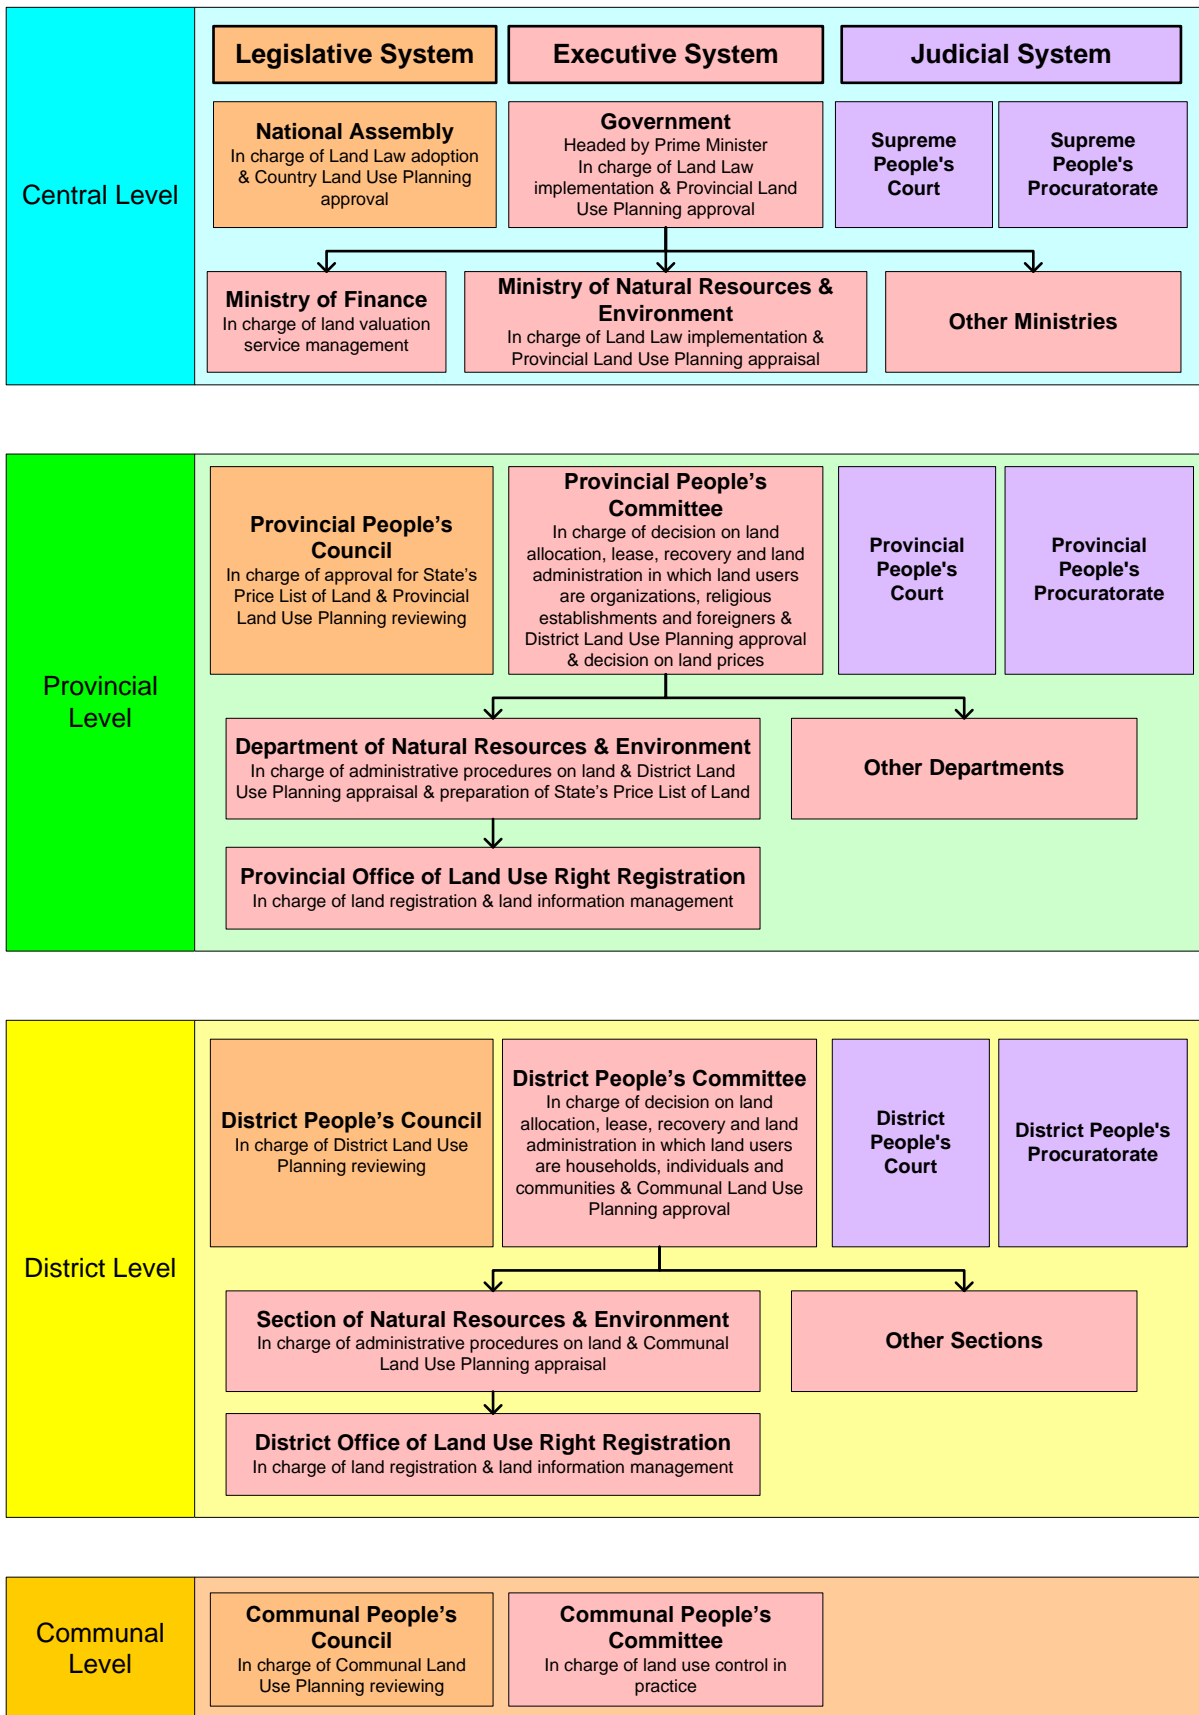 Legislative System
Executive System
Judicial System
Central Level
National Assembly
In charge of Land Law adoption
& Country Land Use Planning
approval
Government
Headed by Prime Minister
In charge of Land Law
implementation & Provincial Land
Use Planning approval
Supreme
People's
Court
Supreme
People's
Procuratorate
Ministry of Finance
In charge of land valuation
service management
Ministry of Natural Resources &
Environment
In charge of Land Law implementation &
Provincial Land Use Planning appraisal
Other Ministries
Provincial
Level
Provincial People’s
Council
In charge of approval for State’s
Price List of Land & Provincial
Land Use Planning reviewing
Provincial People’s
Committee
In charge of decision on land
allocation, lease, recovery and land
administration in which land users
are organizations, religious
establishments and foreigners &
District Land Use Planning approval
& decision on land prices
Provincial
People's
Court
Provincial
People's
Procuratorate
Department of Natural Resources & Environment
In charge of administrative procedures on land & District Land
Use Planning appraisal & preparation of State’s Price List of Land
Other Departments
Provincial Office of Land Use Right Registration
In charge of land registration & land information management
District Level
District People’s Council
In charge of District Land Use
Planning reviewing
District People’s Committee
In charge of decision on land
allocation, lease, recovery and land
administration in which land users
are households, individuals and
communities & Communal Land Use
Planning approval
District
People's
Court
District People's
Procuratorate
Section of Natural Resources & Environment
In charge of administrative procedures on land & Communal
Land Use Planning appraisal
Other Sections
District Office of Land Use Right Registration
In charge of land registration & land information management
Communal
Level
Communal People’s
Council
In charge of Communal Land
Use Planning reviewing
Communal People’s
Committee
In charge of land use control in
practice